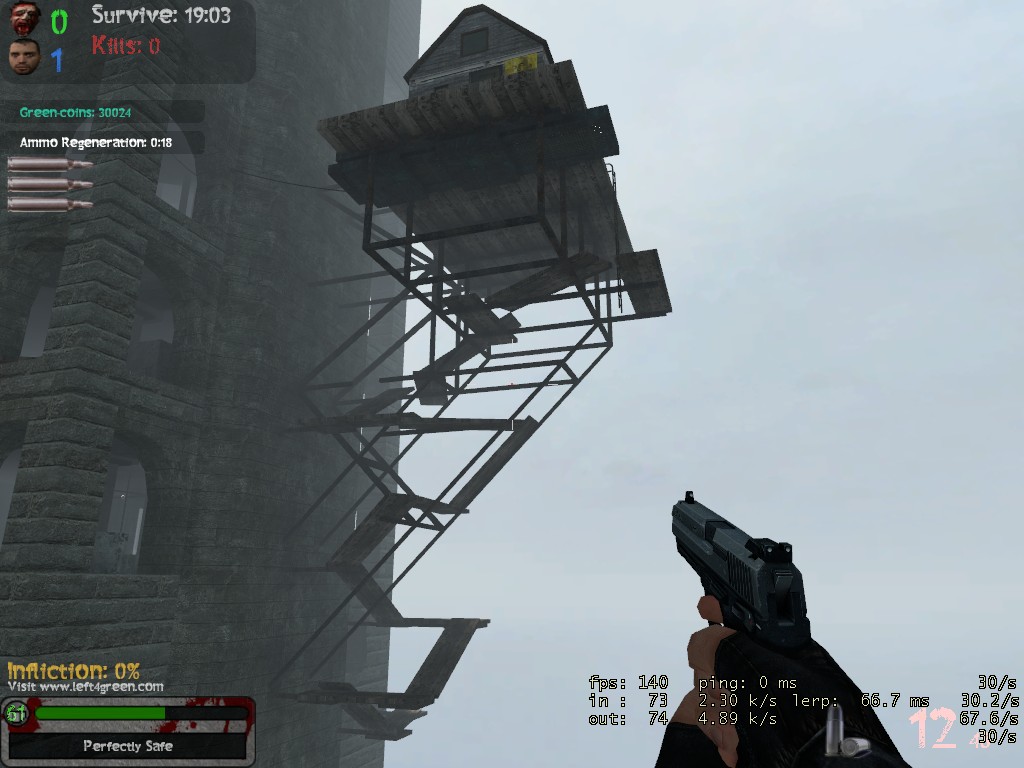 0 Survive: 19:03
1 Kills: 0
Green-coins: 30024
Ammo Regeneration: 0:18
Infliction: 0%
Visit www.left4green.com
61
Perfectly Safe
fps: 140 ping: 0 ms 30/s
in : 73 2.30 k/s lerp: 66.7 ms 30.2/s
out: 74 4.89 k/s 67.6/s
30/s
12